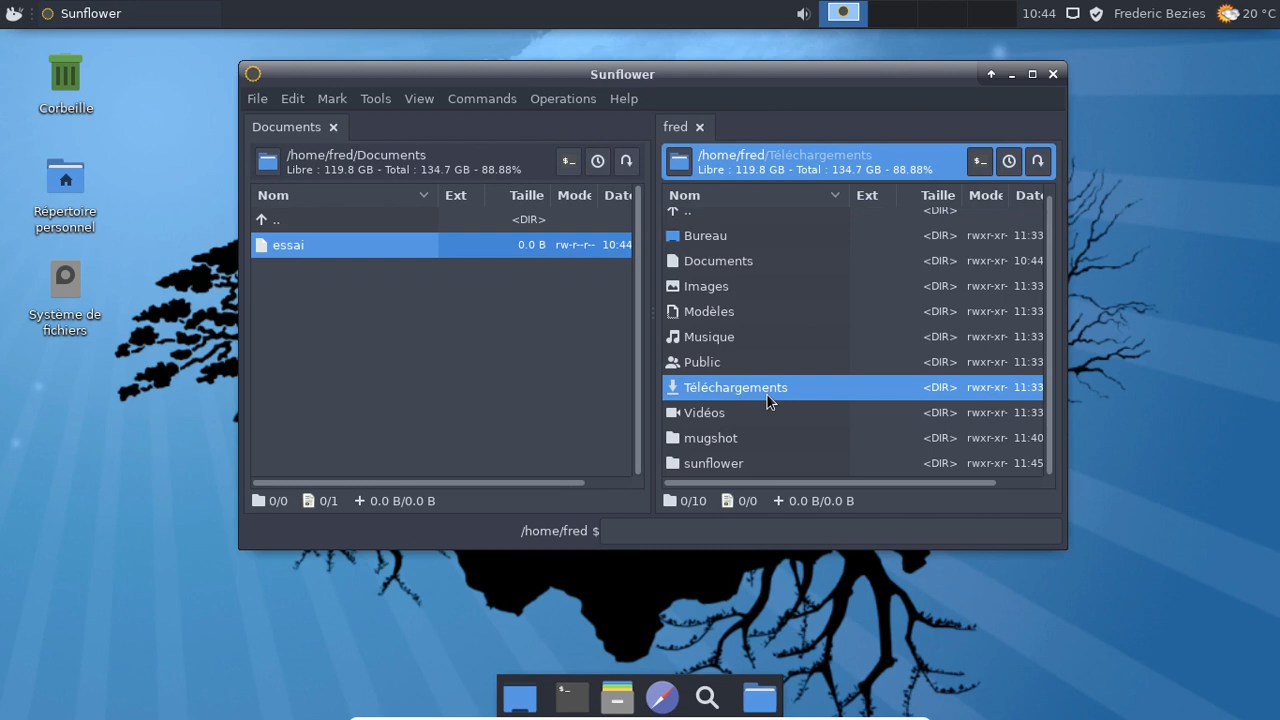 Sunflower
10:44 Frederic Bezies 20 °C
Corbeille
Répertoire
personnel
Système de
fichiers
Sunflower
File Edit Mark Tools View Commands Operations Help
Documents
/home/fred/Documents
Libre : 119.8 GB - Total : 134.7 GB - 88.88%
$_
Nom Ext Taille Mode Date
.. <DIR>
essai 0.0 B rw-r--r-- 10:44
0/0 0/1 + 0.0 B/0.0 B
fred
/home/fred/Téléchargements
Libre : 119.8 GB - Total : 134.7 GB - 88.88%
$_
Nom Ext Taille Mode Date
.. <DIR>
Bureau <DIR> rwxr-xr- 11:33
Documents <DIR> rwxr-xr- 10:44
Images <DIR> rwxr-xr- 11:33
Modèles <DIR> rwxr-xr- 11:33
Musique <DIR> rwxr-xr- 11:33
Public <DIR> rwxr-xr- 11:33
Téléchargements <DIR> rwxr-xr- 11:33
Vidéos <DIR> rwxr-xr- 11:33
mugshot <DIR> rwxr-xr- 11:40
sunflower <DIR> rwxr-xr- 11:45
0/10 0/0 + 0.0 B/0.0 B
/home/fred $